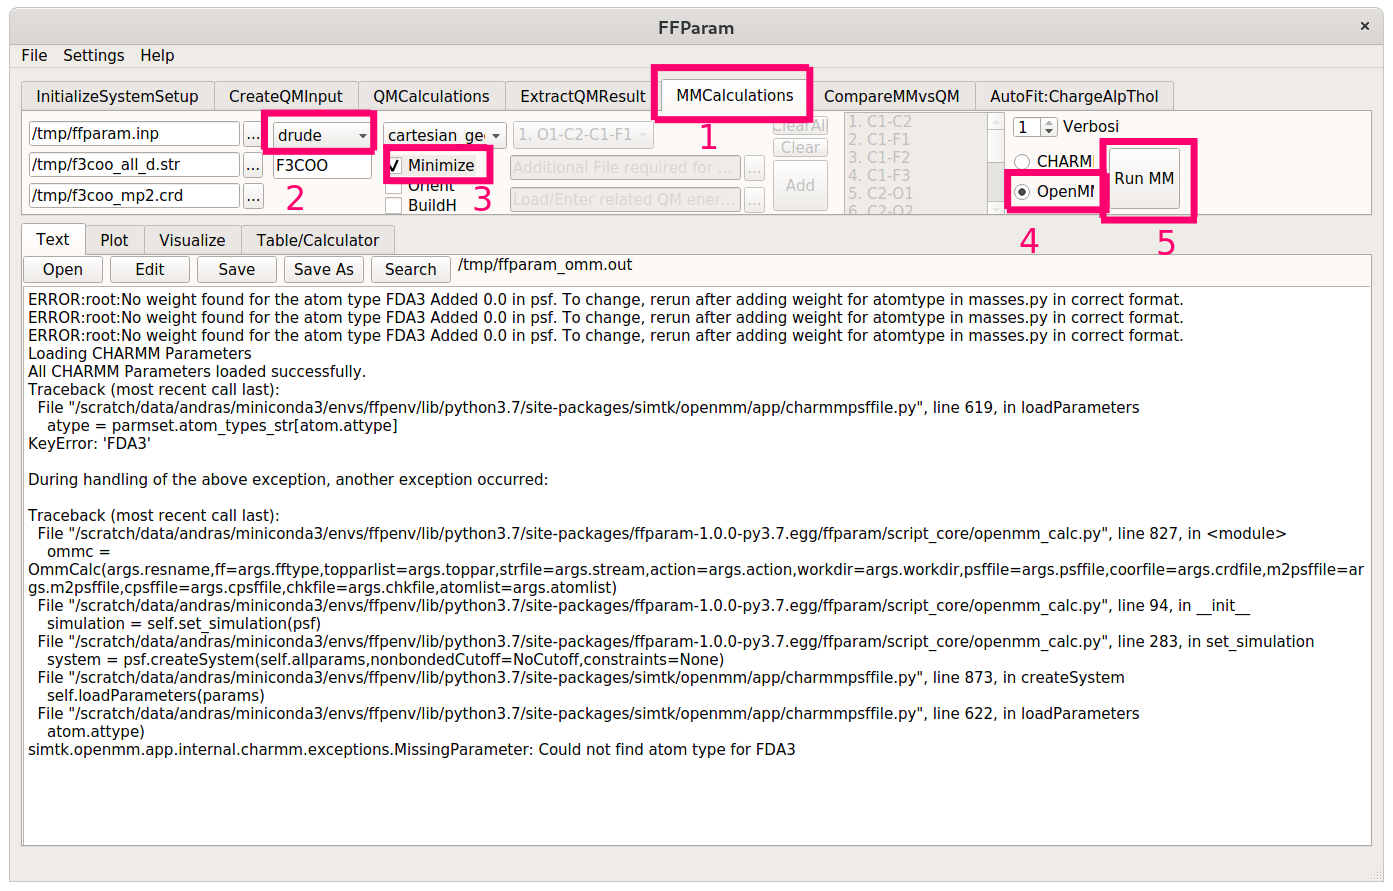 FFParam
×
File Settings Help
InitializeSystemSetup CreateQMInput QMCalculations ExtractQMResult MMCalculations CompareMMvsQM AutoFit:ChargeAlpThol
/tmp/ffparam.inp ... drude cartesian_ge 1. O1-C2-C1-F1 1 ClearAll 1. C1-C2 1 Verbosi
2. C1-F1
/tmp/f3coo_all_d.str ... F3COO Minimize Additional File required for ... ... Clear 3. C1-F2 CHARM
4. C1-F3
/tmp/f3coo_mp2.crd ... 2 Orient 3 Load/Enter related QM ener... ... Add 5. C2-O1 OpenMM Run MM
BuildH 6. C2-O2
4 5
Text Plot Visualize Table/Calculator
Open Edit Save Save As Search /tmp/ffparam_omm.out
ERROR:root:No weight found for the atom type FDA3 Added 0.0 in psf. To change, rerun after adding weight for atomtype in masses.py in correct format.
ERROR:root:No weight found for the atom type FDA3 Added 0.0 in psf. To change, rerun after adding weight for atomtype in masses.py in correct format.
ERROR:root:No weight found for the atom type FDA3 Added 0.0 in psf. To change, rerun after adding weight for atomtype in masses.py in correct format.
Loading CHARMM Parameters
All CHARMM Parameters loaded successfully.
Traceback (most recent call last):
File "/scratch/data/andras/miniconda3/envs/ffpenv/lib/python3.7/site-packages/simtk/openmm/app/charmmpsffile.py", line 619, in loadParameters
atype = parmset.atom_types_str[atom.attype]
KeyError: 'FDA3'
During handling of the above exception, another exception occurred:
Traceback (most recent call last):
File "/scratch/data/andras/miniconda3/envs/ffpenv/lib/python3.7/site-packages/ffparam-1.0.0-py3.7.egg/ffparam/script_core/openmm_calc.py", line 827, in <module>
ommc =
OmmCalc(args.resname,ff=args.fftype,topparlist=args.toppar,strfile=args.stream,action=args.action,workdir=args.workdir,psffile=args.psffile,coorfile=args.crdfile,m2psffile=ar
gs.m2psffile,cpsffile=args.cpsffile,chkfile=args.chkfile,atomlist=args.atomlist)
File "/scratch/data/andras/miniconda3/envs/ffpenv/lib/python3.7/site-packages/ffparam-1.0.0-py3.7.egg/ffparam/script_core/openmm_calc.py", line 94, in __init__
simulation = self.set_simulation(psf)
File "/scratch/data/andras/miniconda3/envs/ffpenv/lib/python3.7/site-packages/ffparam-1.0.0-py3.7.egg/ffparam/script_core/openmm_calc.py", line 283, in set_simulation
system = psf.createSystem(self.allparams,nonbondedCutoff=NoCutoff,constraints=None)
File "/scratch/data/andras/miniconda3/envs/ffpenv/lib/python3.7/site-packages/simtk/openmm/app/charmmpsffile.py", line 873, in createSystem
self.loadParameters(params)
File "/scratch/data/andras/miniconda3/envs/ffpenv/lib/python3.7/site-packages/simtk/openmm/app/charmmpsffile.py", line 622, in loadParameters
atom.attype)
simtk.openmm.app.internal.charmm.exceptions.MissingParameter: Could not find atom type for FDA3